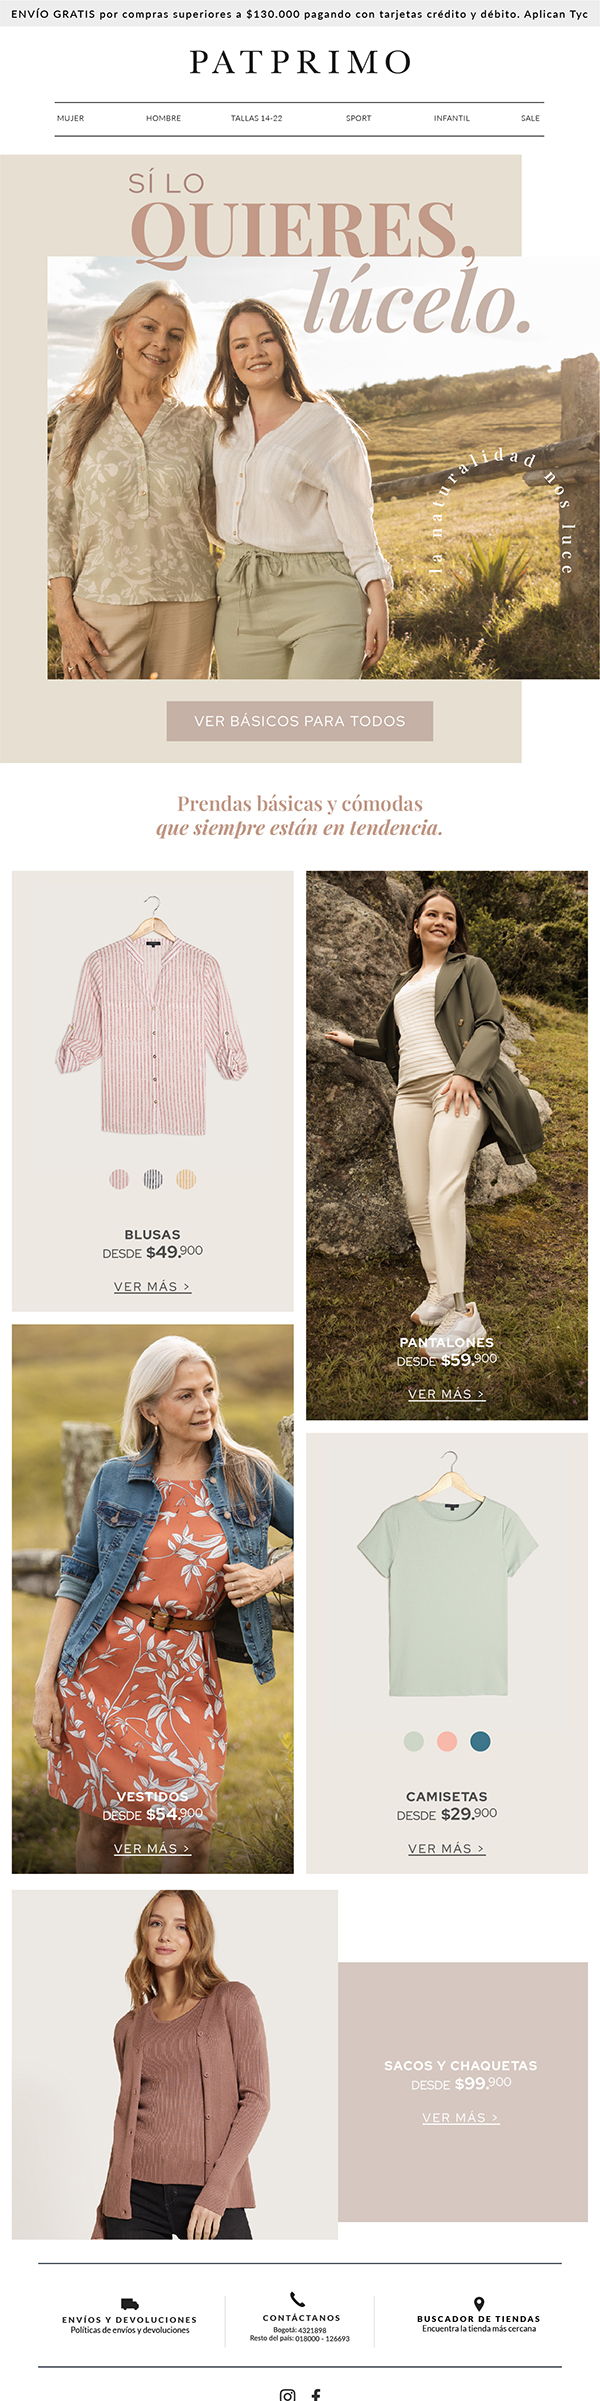 ENVÍO GRATIS por compras superiores a $130.000 pagando con tarjetas crédito y débito. Aplican Tyc
PATPRIMO
MUJER HOMBRE TALLAS 14-22 SPORT INFANTIL SALE
SÍ LO
QUIERES,
lúcelo.
la naturalidad nos luce
VER BÁSICOS PARA TODOS
Prendas básicas y cómodas
que siempre están en tendencia.
BLUSAS
DESDE $49.900
VER MÁS >
PANTALONES
DESDE $59.900
VER MÁS >
VESTIDOS
DESDE $54.900
VER MÁS >
CAMISETAS
DESDE $29.900
VER MÁS >
SACOS Y CHAQUETAS
DESDE $99.900
VER MÁS >
ENVÍOS Y DEVOLUCIONES
Políticas de envíos y devoluciones
CONTÁCTANOS
Bogotá: 4321898
Resto del país: 018000 - 126693
BUSCADOR DE TIENDAS
Encuentra la tienda más cercana